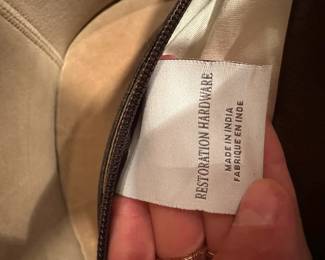 RESTORATION HARDWARE
MADE IN INDIA
FABRIQUE EN INDE